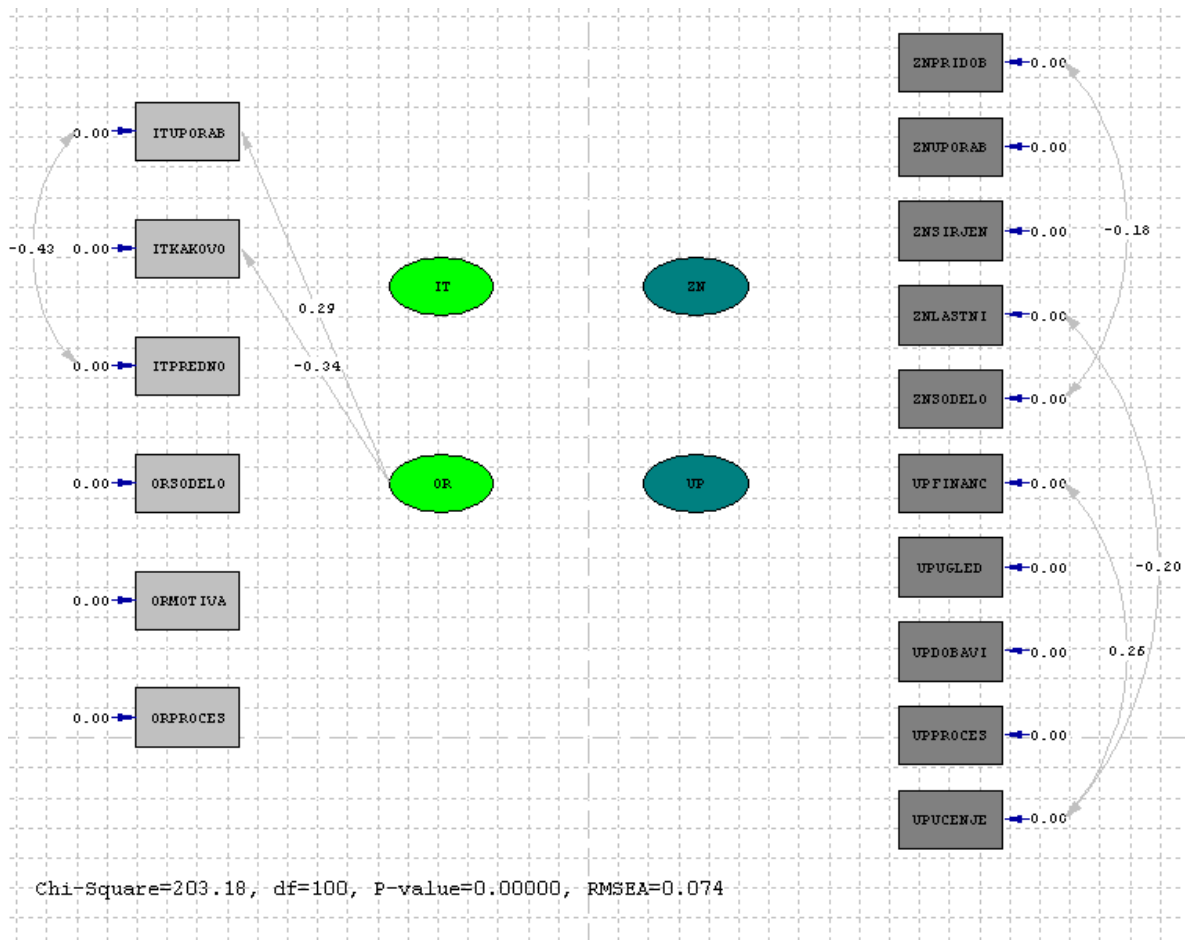 0.00 ITUPORAB
0.00 ITKAKOVO
0.00 ITPREDNO
0.00 ORSODELO
0.00 ORMOTIVA
0.00 ORPROCES
-0.43
0.29
-0.34
IT
OR
ZN
UP
ZNPRIDOB 0.00
ZNUPORAB 0.00
ZNSIRJEN 0.00
ZNLASTNI 0.00
ZNSODELO 0.00
UPFINANC 0.00
UPUGLED 0.00
UPDOBAVI 0.00
UPPROCES 0.00
UPUCENJE 0.00
-0.18
-0.20
Chi-Square=203.18, df=100, P-value=0.00000, RMSEA=0.074